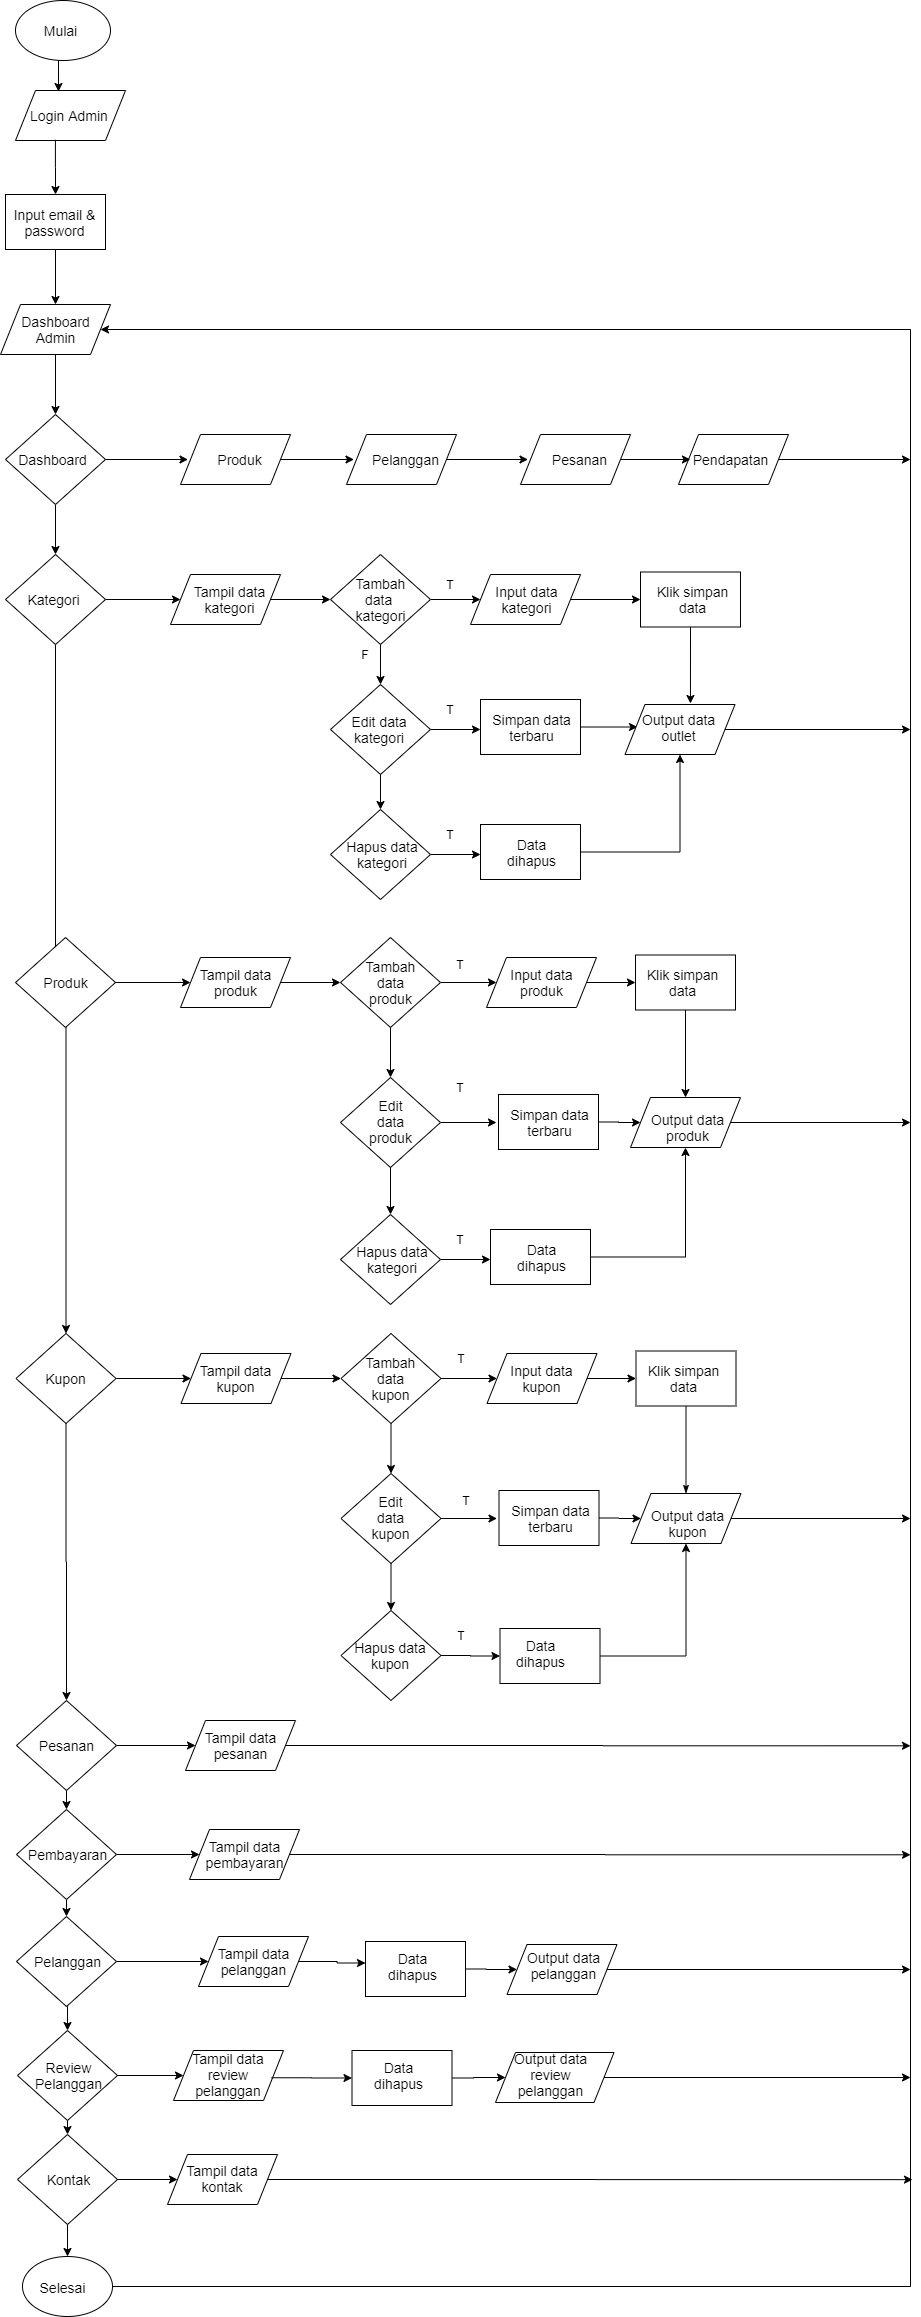 Mulai
Login Admin
Input email &
password
Dashboard
Admin
Dashboard
Produk
Pelanggan
Pesanan
Pendapatan
Kategori
Tampil data
kategori
Tambah
data
kategori
T
Input data
kategori
Klik simpan
data
F
Edit data
kategori
T
Simpan data
terbaru
Output data
outlet
Hapus data
kategori
T
Data
dihapus
Produk
Tampil data
produk
Tambah
data
produk
T
Input data
produk
Klik simpan
data
Edit
data
produk
T
Simpan data
terbaru
Output data
produk
Hapus data
kategori
T
Data
dihapus
Kupon
Tampil data
kupon
Tambah
data
kupon
T
Input data
kupon
Klik simpan
data
Edit
data
kupon
T
Simpan data
terbaru
Output data
kupon
Hapus data
kupon
T
Data
dihapus
Pesanan
Tampil data
pesanan
Pembayaran
Tampil data
pembayaran
Pelanggan
Tampil data
pelanggan
Data
dihapus
Output data
pelanggan
Review
Pelanggan
Tampil data
review
pelanggan
Data
dihapus
Output data
review
pelanggan
Kontak
Tampil data
kontak
Selesai